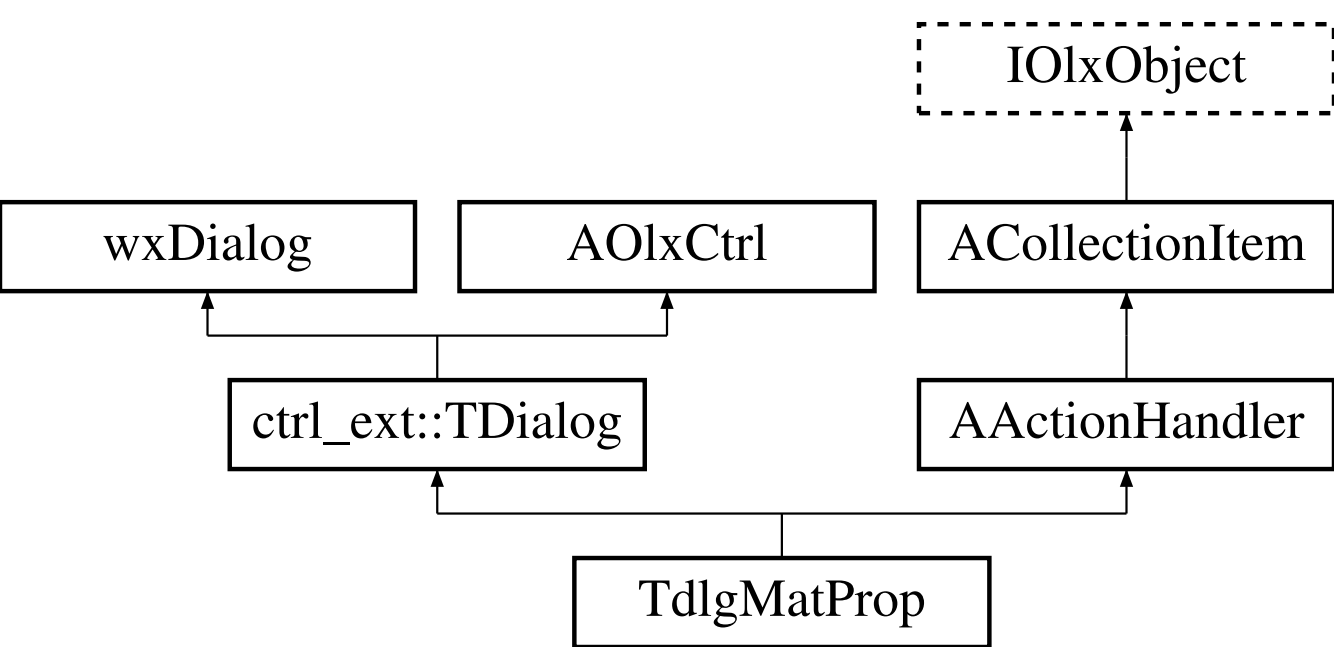 IOlxObject
wxDialog
AOlxCtrl
ACollectionItem
ctrl_ext::TDialog
AActionHandler
TdlgMatProp